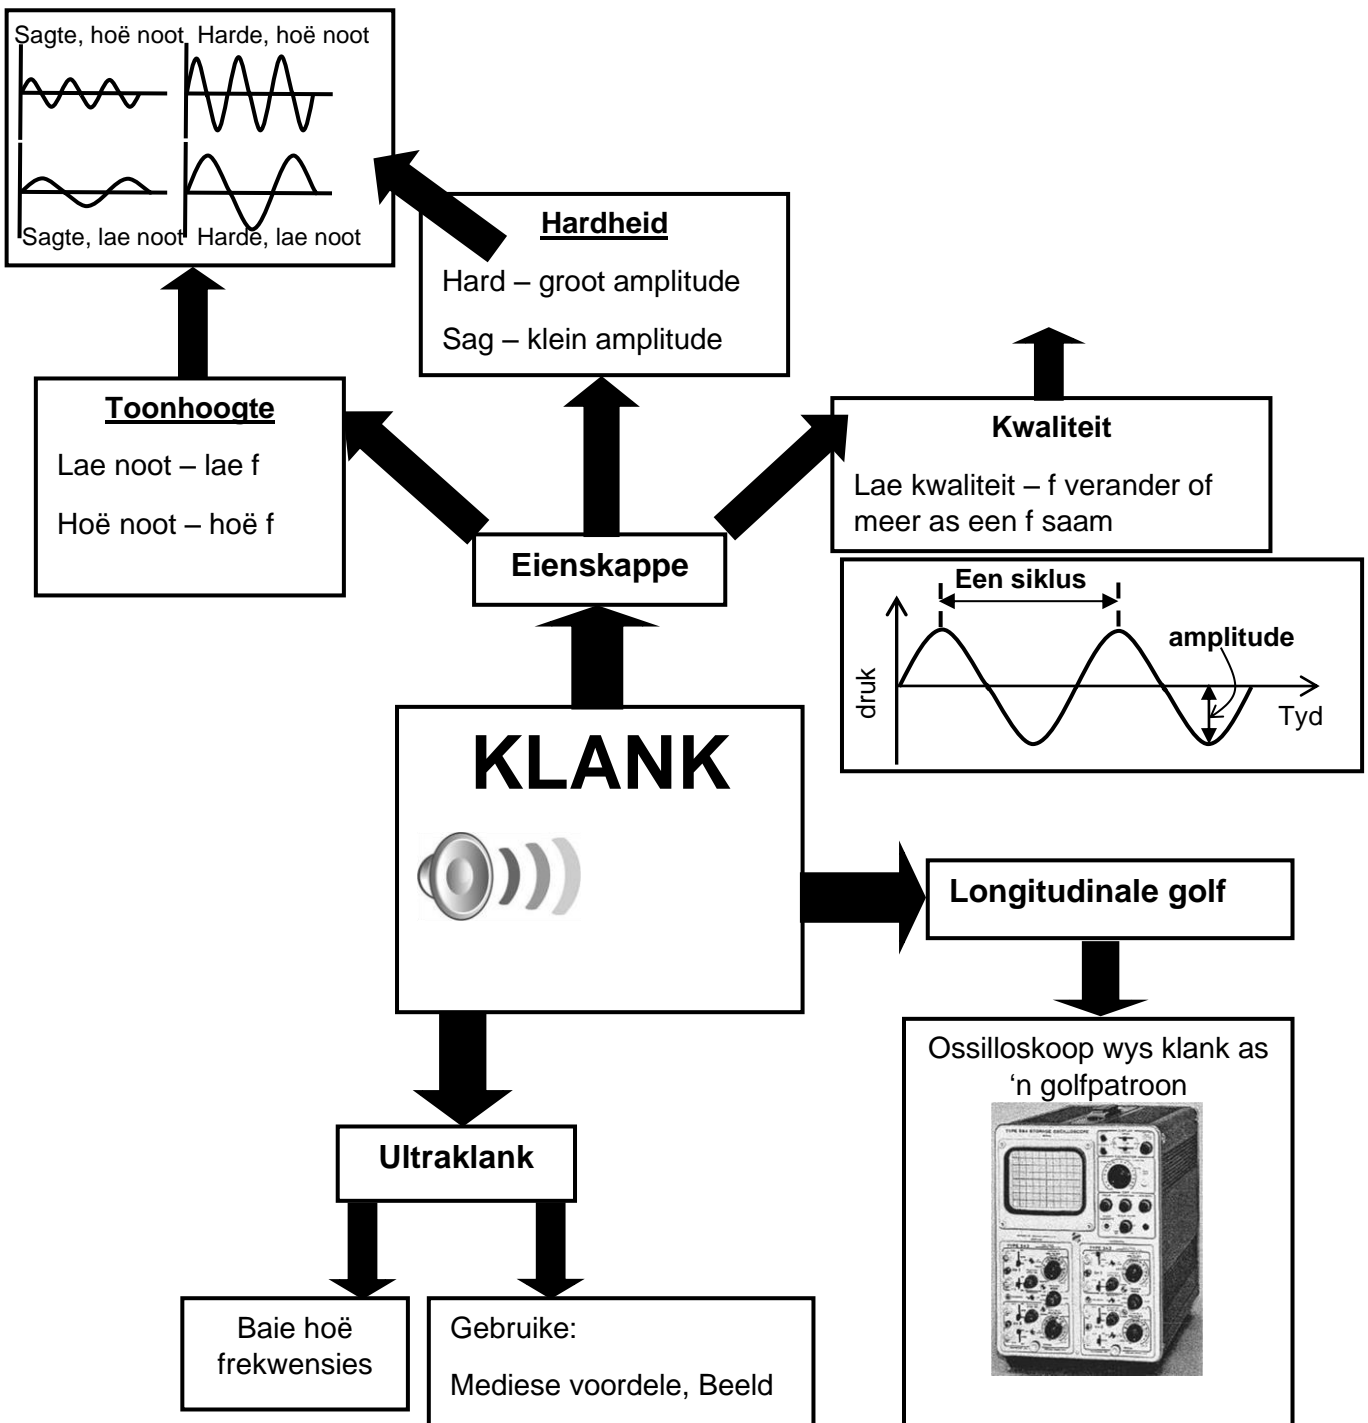 Sagte, hoë noot
Harde, hoë noot
Sagte, lae noot
Harde, lae noot
Hardheid
Hard – groot amplitude
Sag – klein amplitude
Toonhoogte
Lae noot – lae f
Hoë noot – hoë f
Kwaliteit
Lae kwaliteit – f verander of
meer as een f saam
Eienskappe
Een siklus
amplitude
druk
Tyd
KLANK
Longitudinale golf
Ossilloskoop wys klank as
‘n golfpatroon
Ultraklank
Baie hoë
frekwensies
Gebruike:
Mediese voordele, Beeld